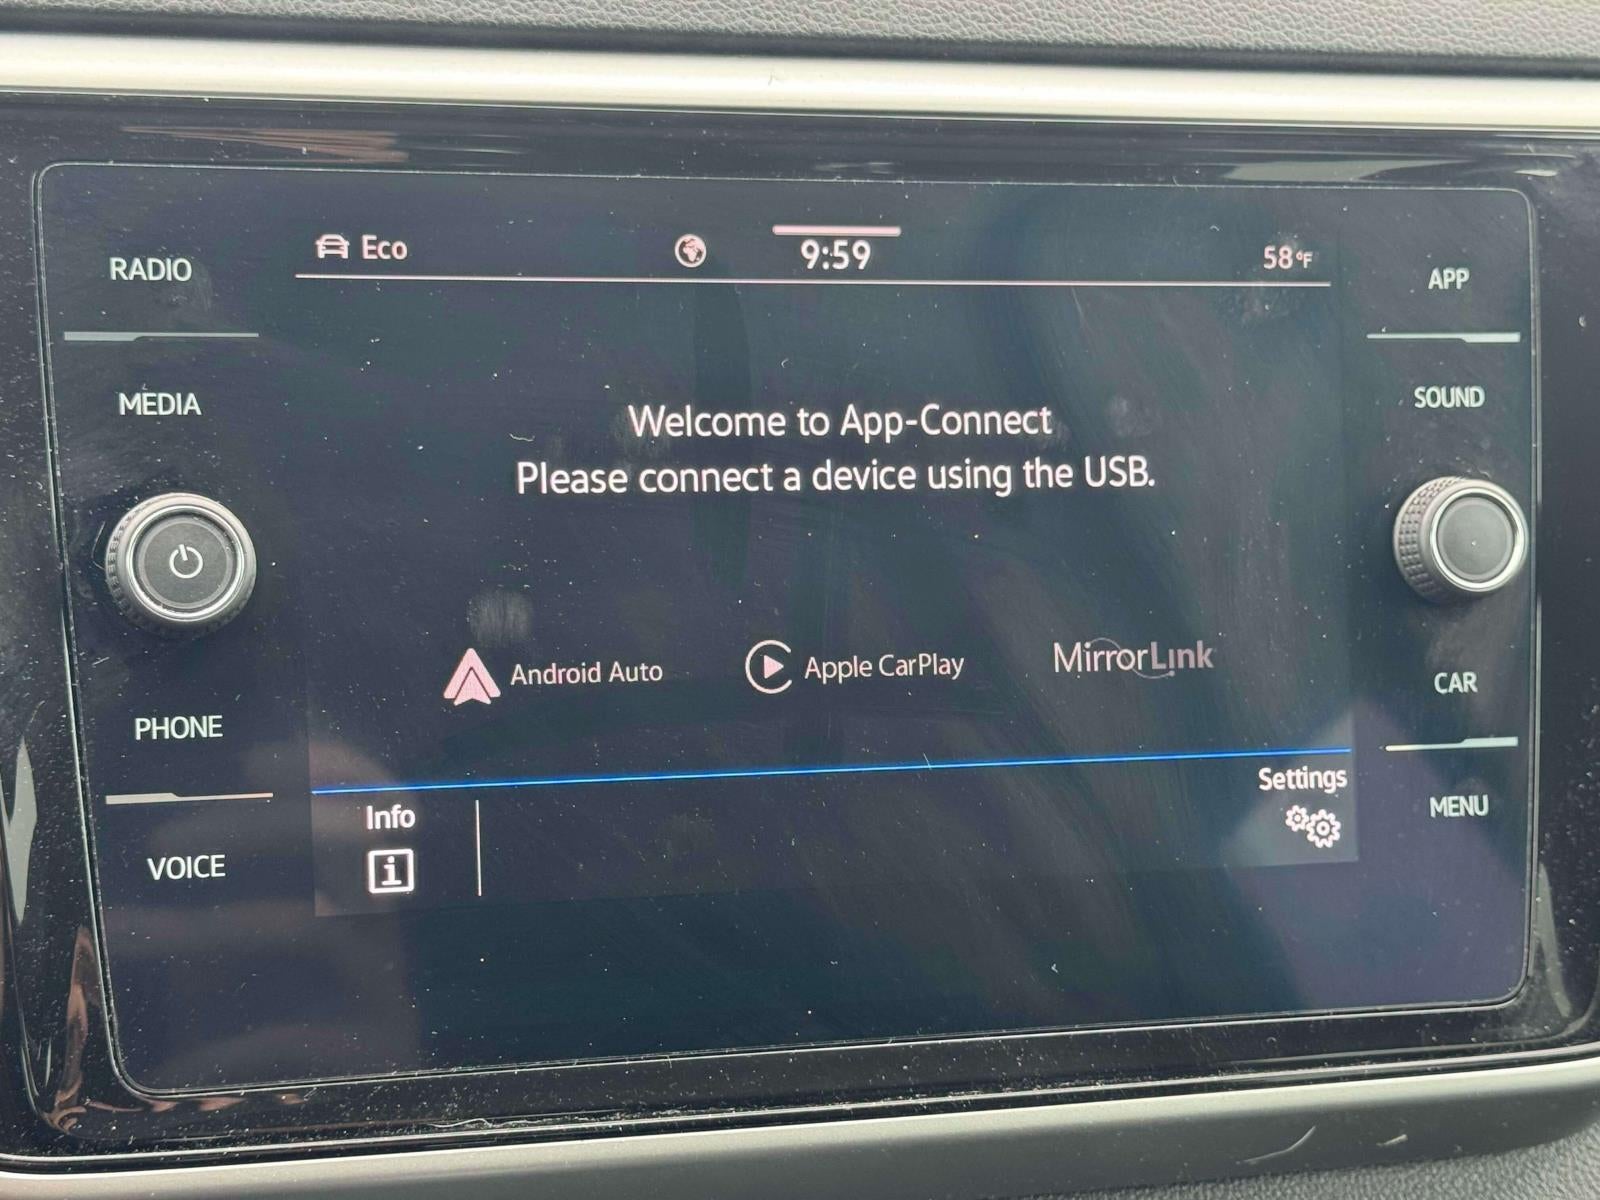 Eco
9:59
58°F
RADIO
APP
MEDIA
SOUND
Welcome to App-Connect
Please connect a device using the USB.
Android Auto
Apple CarPlay
MirrorLink
PHONE
CAR
Info
Settings
VOICE
MENU